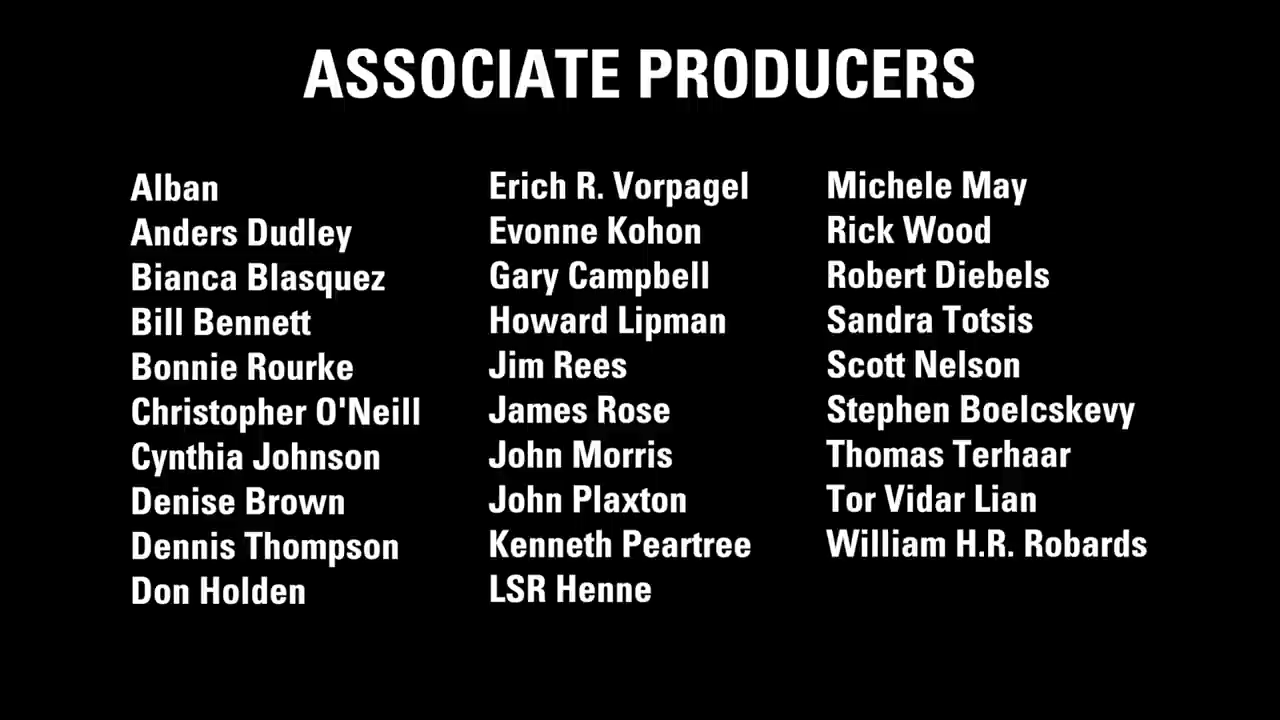 ASSOCIATE PRODUCERS
Alban
Anders Dudley
Bianca Blasquez
Bill Bennett
Bonnie Rourke
Christopher O'Neill
Cynthia Johnson
Denise Brown
Dennis Thompson
Don Holden
Erich R. Vorpagel
Evonne Kohon
Gary Campbell
Howard Lipman
Jim Rees
James Rose
John Morris
John Plaxton
Kenneth Peartree
LSR Henne
Michele May
Rick Wood
Robert Diebels
Sandra Totsis
Scott Nelson
Stephen Boelcskevy
Thomas Terhaar
Tor Vidar Lian
William H.R. Robards